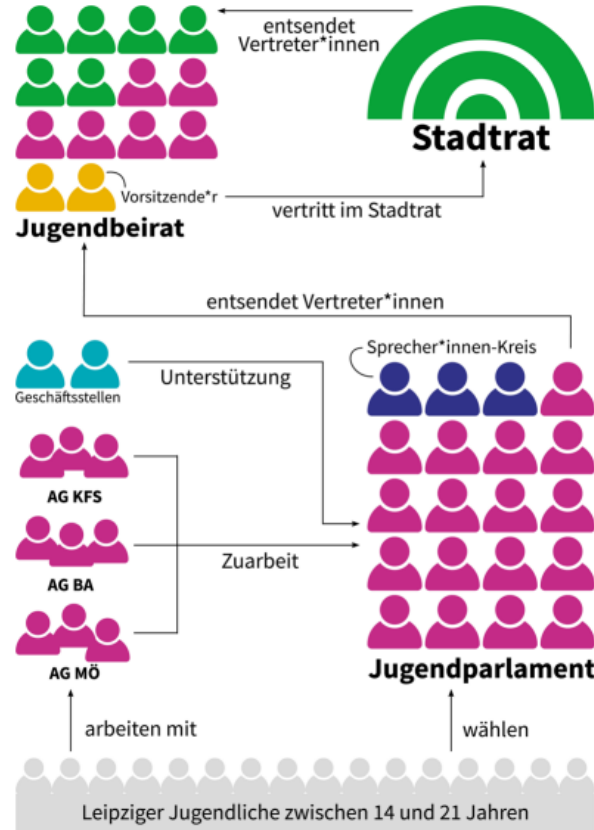 entsendet
Vertreter*innen
Stadtrat
Vorsitzende*r
vertritt im Stadtrat
Jugendbeirat
entsendet Vertreter*innen
Sprecher*innen-Kreis
Unterstützung
Geschäftsstellen
AG KFS
Zuarbeit
AG BA
AG MÖ
Jugendparlament
arbeiten mit
wählen
Leipziger Jugendliche zwischen 14 und 21 Jahren